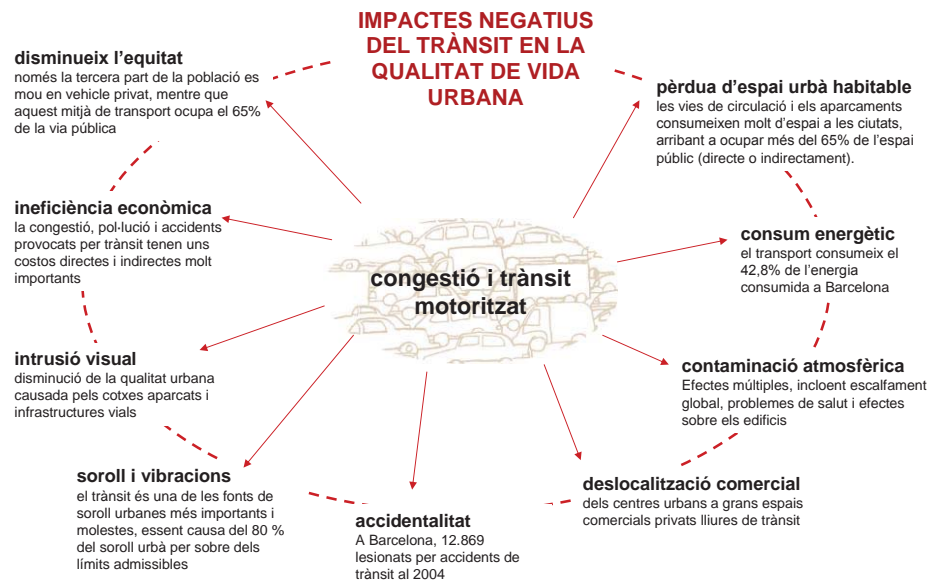 IMPACTES NEGATIUS
DEL TRÀNSIT EN LA
QUALITAT DE VIDA
URBANA
disminueix l’equitat
només la tercera part de la població es
mou en vehicle privat, mentre que
aquest mitjà de transport ocupa el 65%
de la via pública
pèrdua d’espai urbà habitable
les vies de circulació i els aparcaments
consumeixen molt d’espai a les ciutats,
arribant a ocupar més del 65% de l’espai
públic (directe o indirectament).
ineficiència econòmica
la congestió, pol·lució i accidents
provocats per trànsit tenen uns
costos directes i indirectes molt
importants
consum energètic
el transport consumeix el
42,8% de l’energia
consumida a Barcelona
congestió i trànsit
motoritzat
intrusió visual
disminució de la qualitat urbana
causada pels cotxes aparcats i
infrastructures vials
contaminació atmosfèrica
Efectes múltiples, incloent escalfament
global, problemes de salut i efectes
sobre els edificis
soroll i vibracions
el trànsit és una de les fonts de
soroll urbanes més importants i
molestes, essent causa del 80 %
del soroll urbà per sobre dels
límits admissibles
accidentalitat
A Barcelona, 12.869
lesionats per accidents de
trànsit al 2004
deslocalització comercial
dels centres urbans a grans espais
comercials privats lliures de trànsit